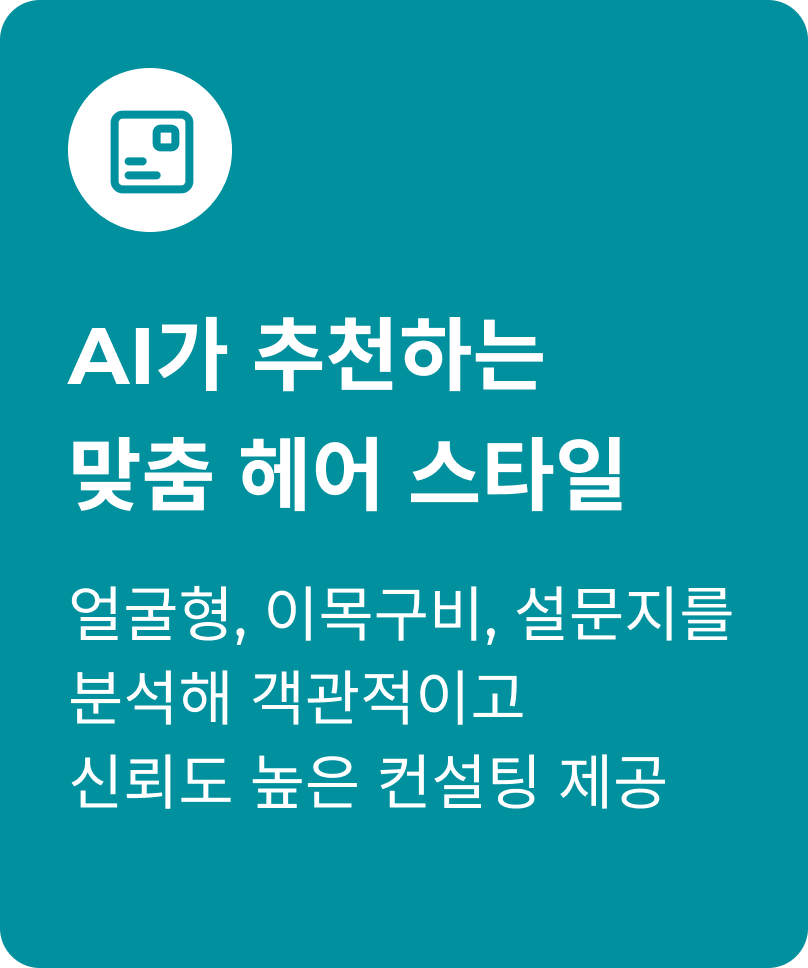 AI가 추천하는
맞춤 헤어 스타일
얼굴형, 이목구비, 설문지를
분석해 객관적이고
신뢰도 높은 컨설팅 제공